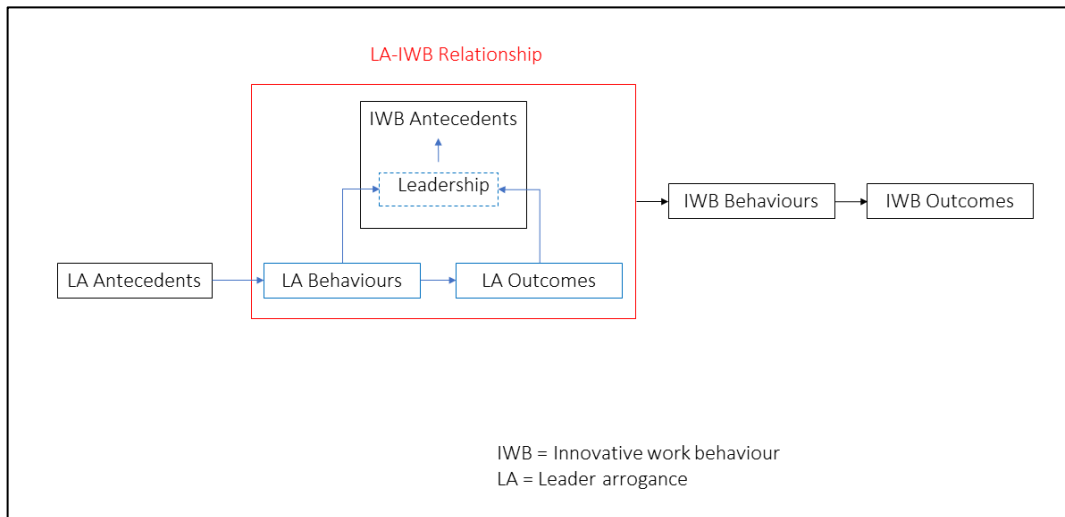 LA-IWB Relationship
IWB Antecedents
Leadership
IWB Behaviours
IWB Outcomes
LA Antecedents
LA Behaviours
LA Outcomes
IWB = Innovative work behaviour
LA = Leader arrogance